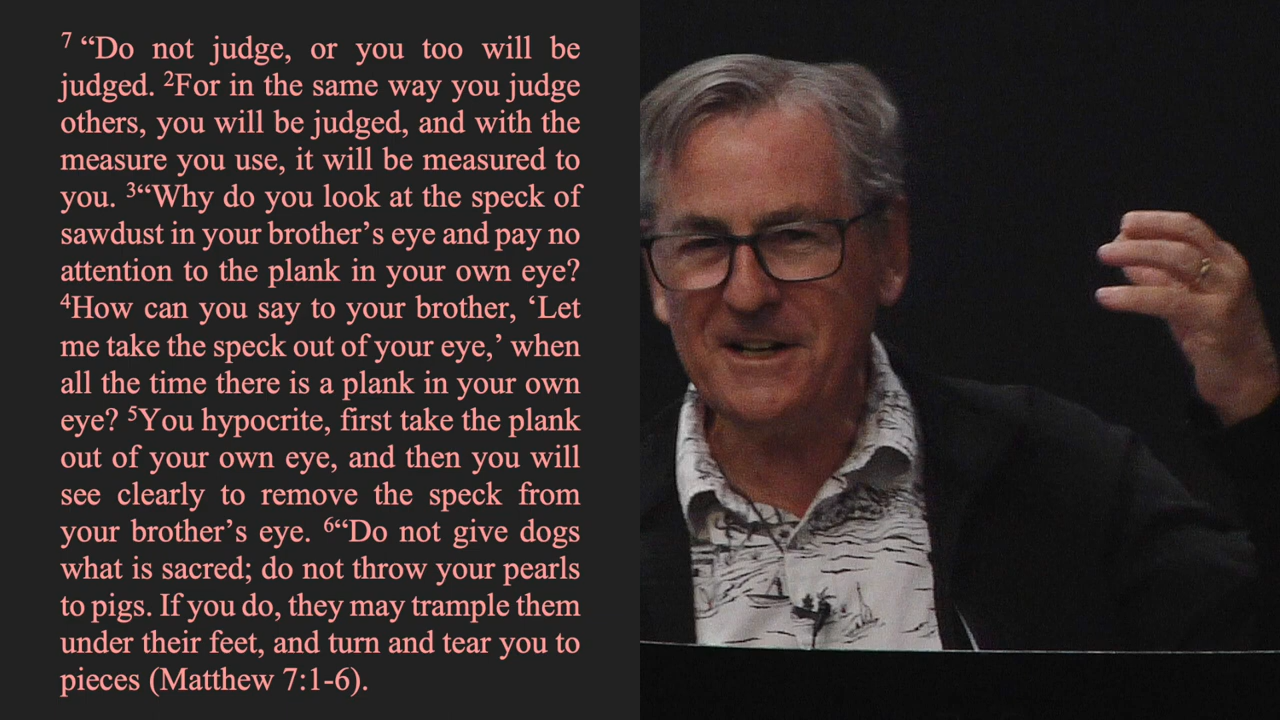 ⁷ “Do not judge, or you too will be
judged. ²For in the same way you judge
others, you will be judged, and with the
measure you use, it will be measured to
you. ³“Why do you look at the speck of
sawdust in your brother’s eye and pay no
attention to the plank in your own eye?
⁴How can you say to your brother, ‘Let
me take the speck out of your eye,’ when
all the time there is a plank in your own
eye? ⁵You hypocrite, first take the plank
out of your own eye, and then you will
see clearly to remove the speck from
your brother’s eye. ⁶“Do not give dogs
what is sacred; do not throw your pearls
to pigs. If you do, they may trample them
under their feet, and turn and tear you to
pieces (Matthew 7:1-6).